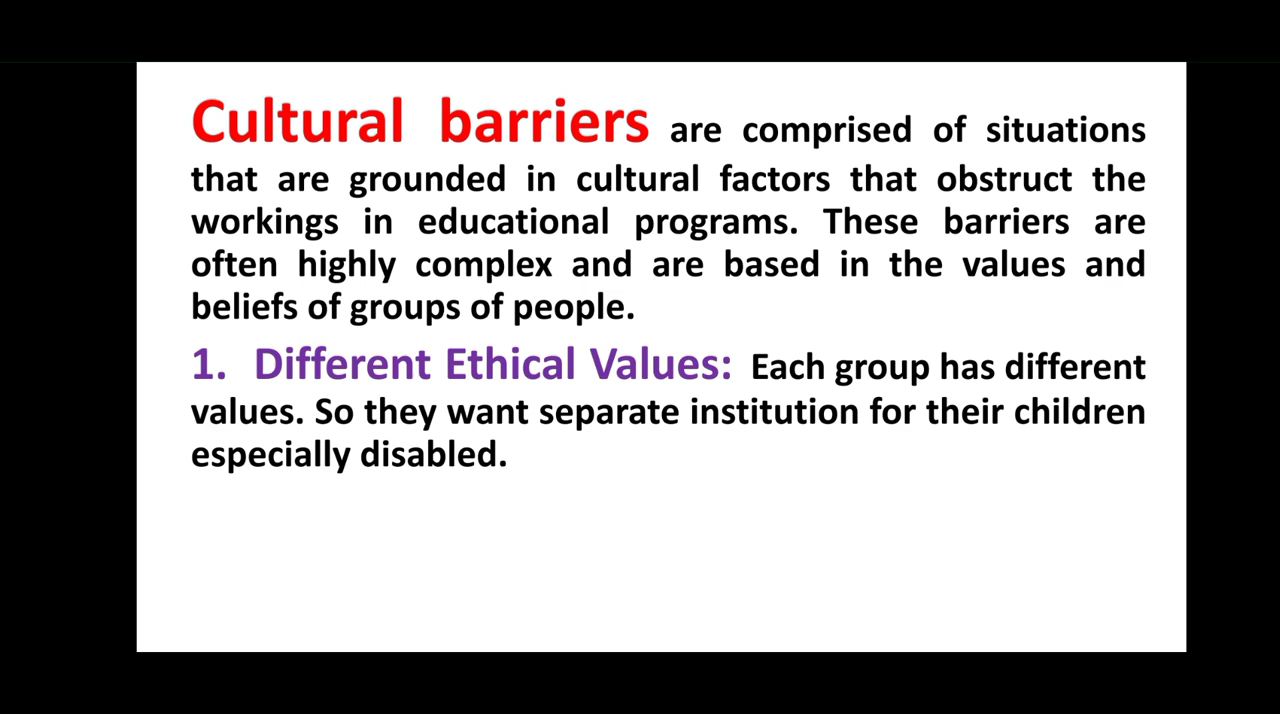 Cultural barriers are comprised of situations
that are grounded in cultural factors that obstruct the
workings in educational programs. These barriers are
often highly complex and are based in the values and
beliefs of groups of people.
1. Different Ethical Values: Each group has different
values. So they want separate institution for their children
especially disabled.